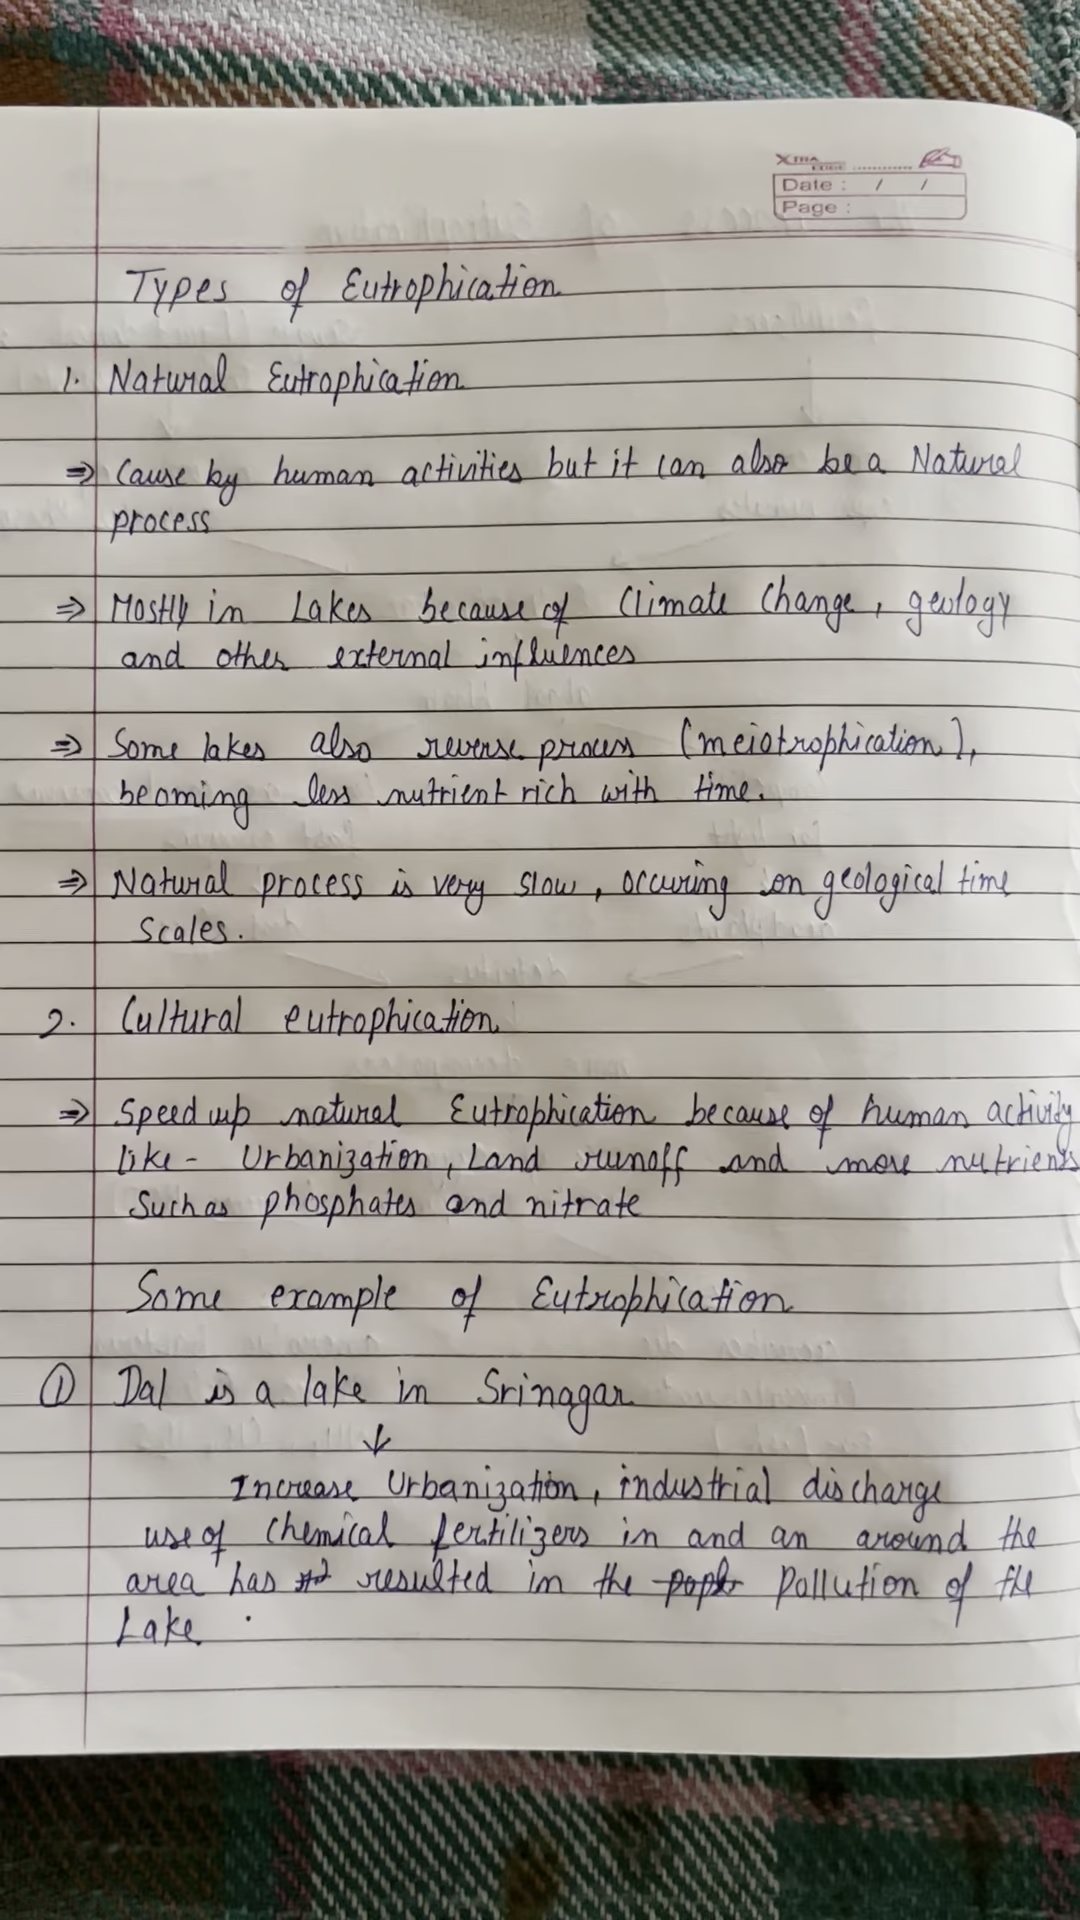 XTRA EDGE
Date : / /
Page :
Types of Eutrophication
1. Natural Eutrophication
⇒ Cause by human activities but it can also be a Natural
process
⇒ Mostly in Lakes because of Climate Change, geology
and other external influences
⇒ Some lakes also reverse process (meiotrophication),
beoming less nutrient rich with time.
⇒ Natural process is very slow, occuring on geological time
Scales.
2. Cultural eutrophication
⇒ Speed up natural Eutrophication because of human activity
like - Urbanization, Land runoff and more nutrients
Such as phosphates and nitrate
Some example of Eutrophication
① Dal is a lake in Srinagar
↓
Increase Urbanization, industrial discharge
use of Chemical fertilizers in and an around the
area has resulted in the Pollution of the
Lake.